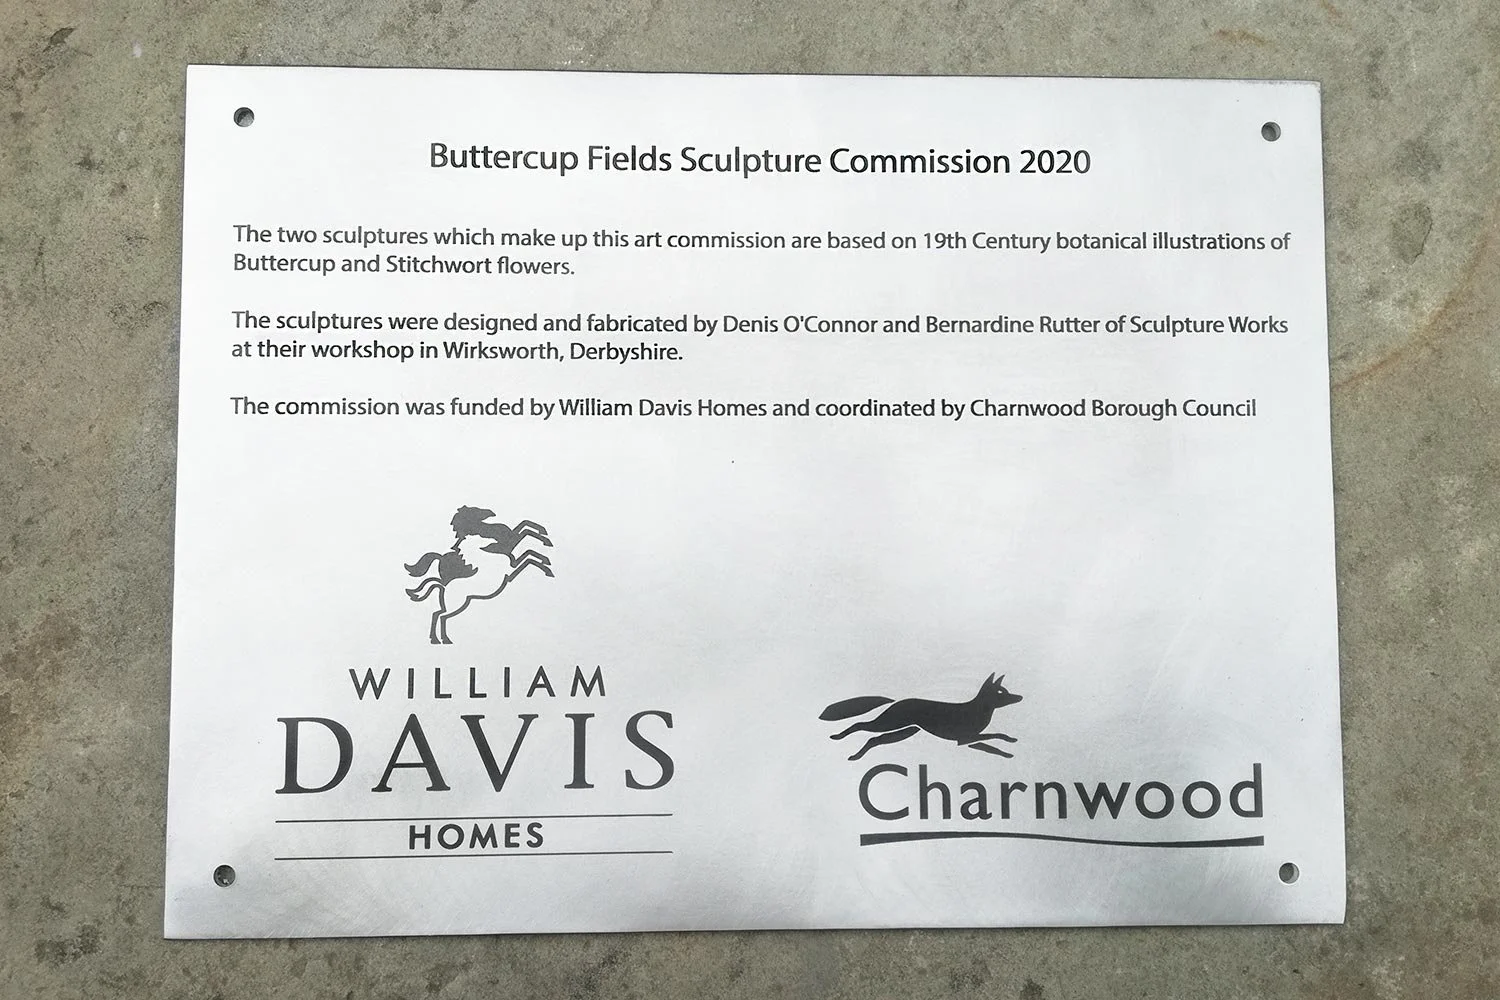 Buttercup Fields Sculpture Commission 2020
The two sculptures which make up this art commission are based on 19th Century botanical illustrations of
Buttercup and Stitchwort flowers.
The sculptures were designed and fabricated by Denis O'Connor and Bernardine Rutter of Sculpture Works
at their workshop in Wirksworth, Derbyshire.
The commission was funded by William Davis Homes and coordinated by Charnwood Borough Council
WILLIAM
DAVIS
HOMES
Charnwood